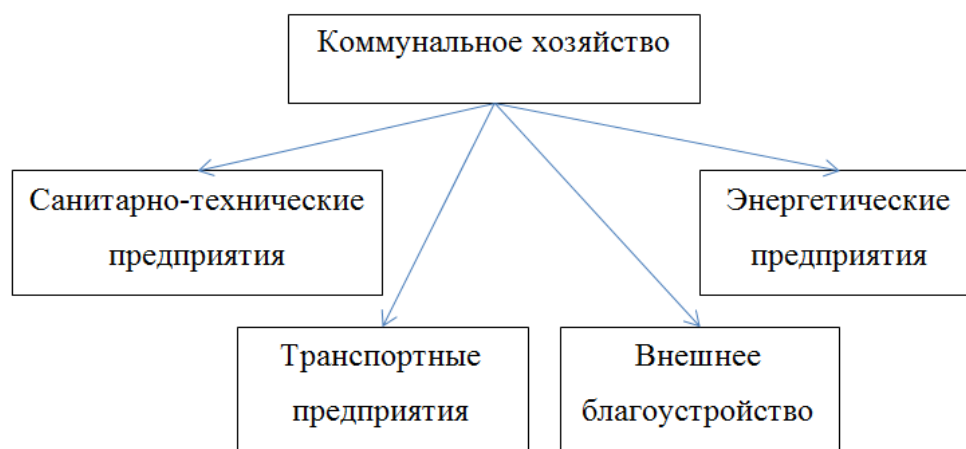 Коммунальное хозяйство
Санитарно-технические
предприятия
Энергетические
предприятия
Транспортные
предприятия
Внешнее
благоустройство